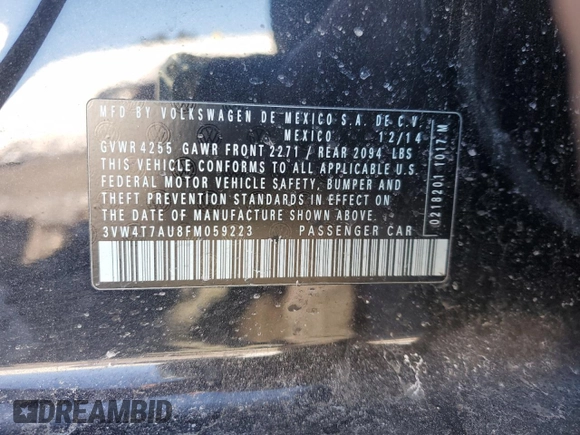 MFD BY VOLKSWAGEN DE MEXICO S.A. DE C.V.
MEXICO 12/14
GVWR 4255 GAWR FRONT 2271 / REAR 2094 LBS
THIS VEHICLE CONFORMS TO ALL APPLICABLE U.S.
FEDERAL MOTOR VEHICLE SAFETY, BUMPER AND
THEFT PREVENTION STANDARDS IN EFFECT ON
THE DATE OF MANUFACTURE SHOWN ABOVE.
3VW4T7AU8FM059223 PASSENGER CAR
0218201 T017 M
DREAMBID